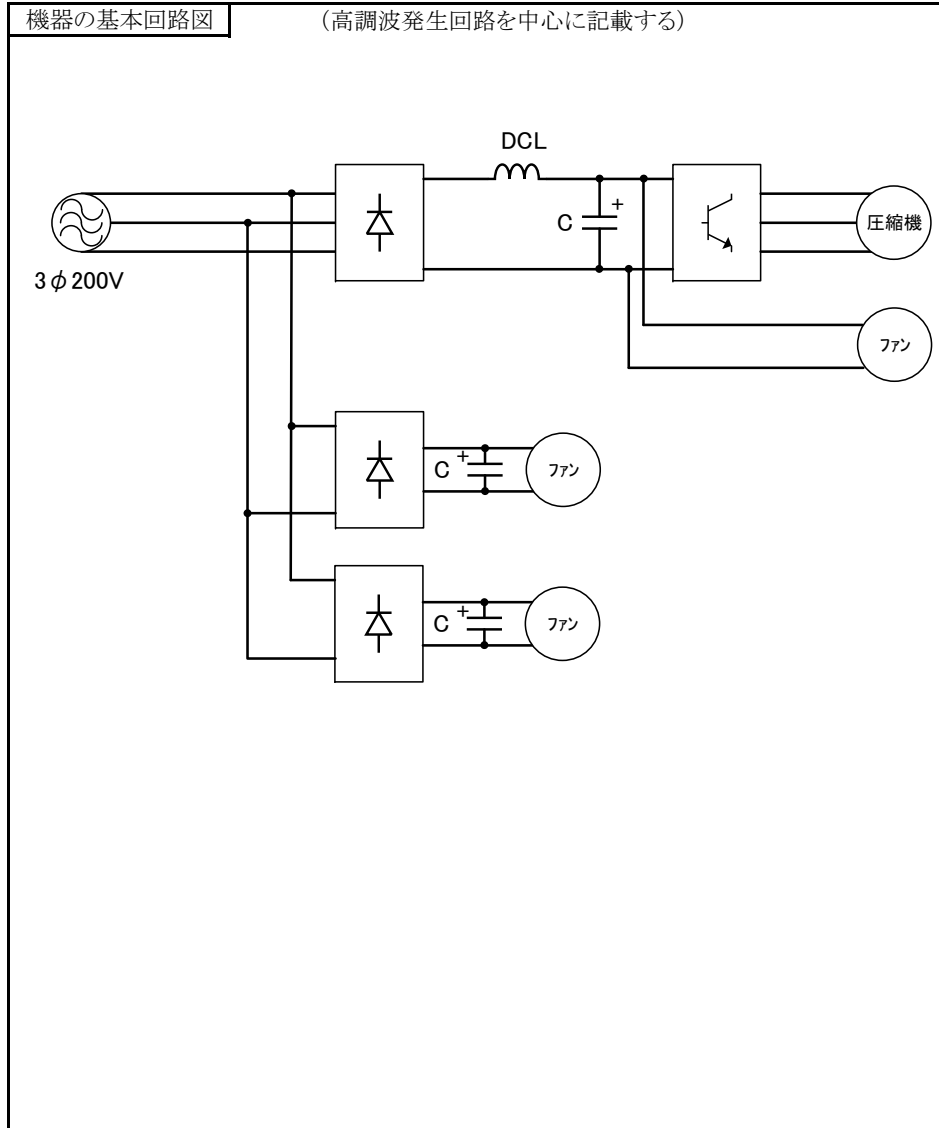 機器の基本回路図
(高調波発生回路を中心に記載する)
DCL
+
C
圧縮機
3φ200V
ファン
+
C
ファン
+
C
ファン